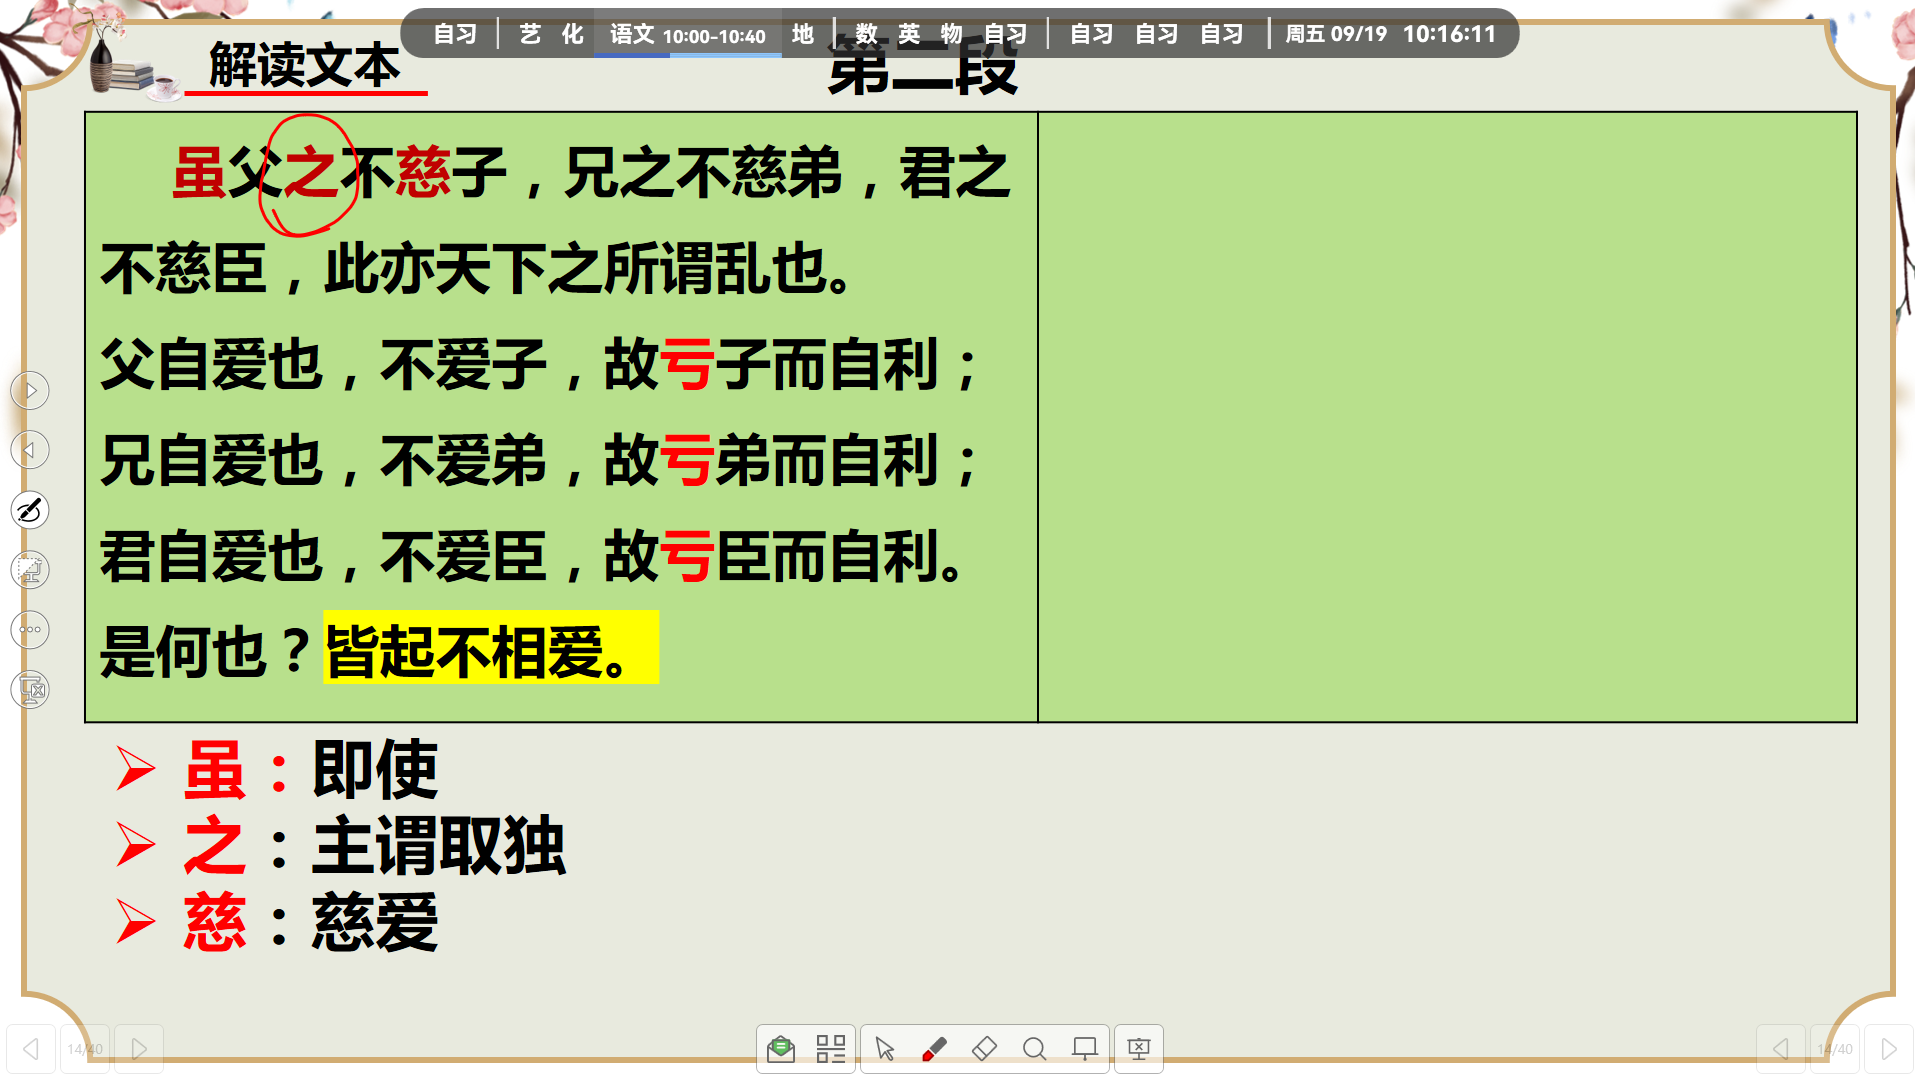 自习 艺 化 语文 10:00-10:40 地 数 英 物 自习 自习 自习 自习 周五 09/19 10:16:11
解读文本
第二段
虽父之不慈子，兄之不慈弟，君之
不慈臣，此亦天下之所谓乱也。
父自爱也，不爱子，故亏子而自利；
兄自爱也，不爱弟，故亏弟而自利；
君自爱也，不爱臣，故亏臣而自利。
是何也？皆起不相爱。
虽：即使
之：主谓取独
慈：慈爱
14/40
14/40